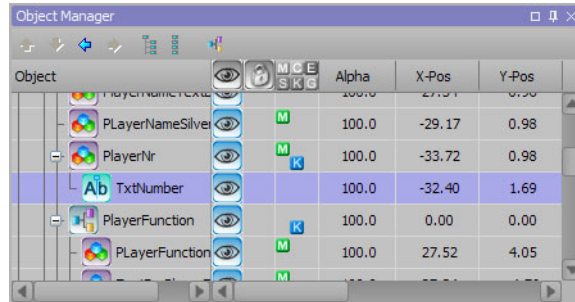 Object Manager
Object M C E S K G Alpha X-Pos Y-Pos
PLayerNameSilver M 100.0 -29.17 0.98
PlayerNr M K 100.0 -33.72 0.98
Ab TxtNumber 100.0 -32.40 1.69
PlayerFunction K 100.0 0.00 0.00
PLayerFunction M 100.0 27.52 4.05